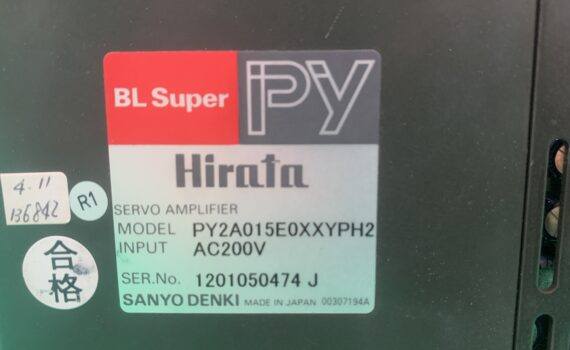 BL Super PY
Hirata
SERVO AMPLIFIER
MODEL PY2A015E0XXYPH2
INPUT AC200V
SER.No. 1201050474 J
SANYO DENKI MADE IN JAPAN 00307194A
4.11
136842
R1
合格